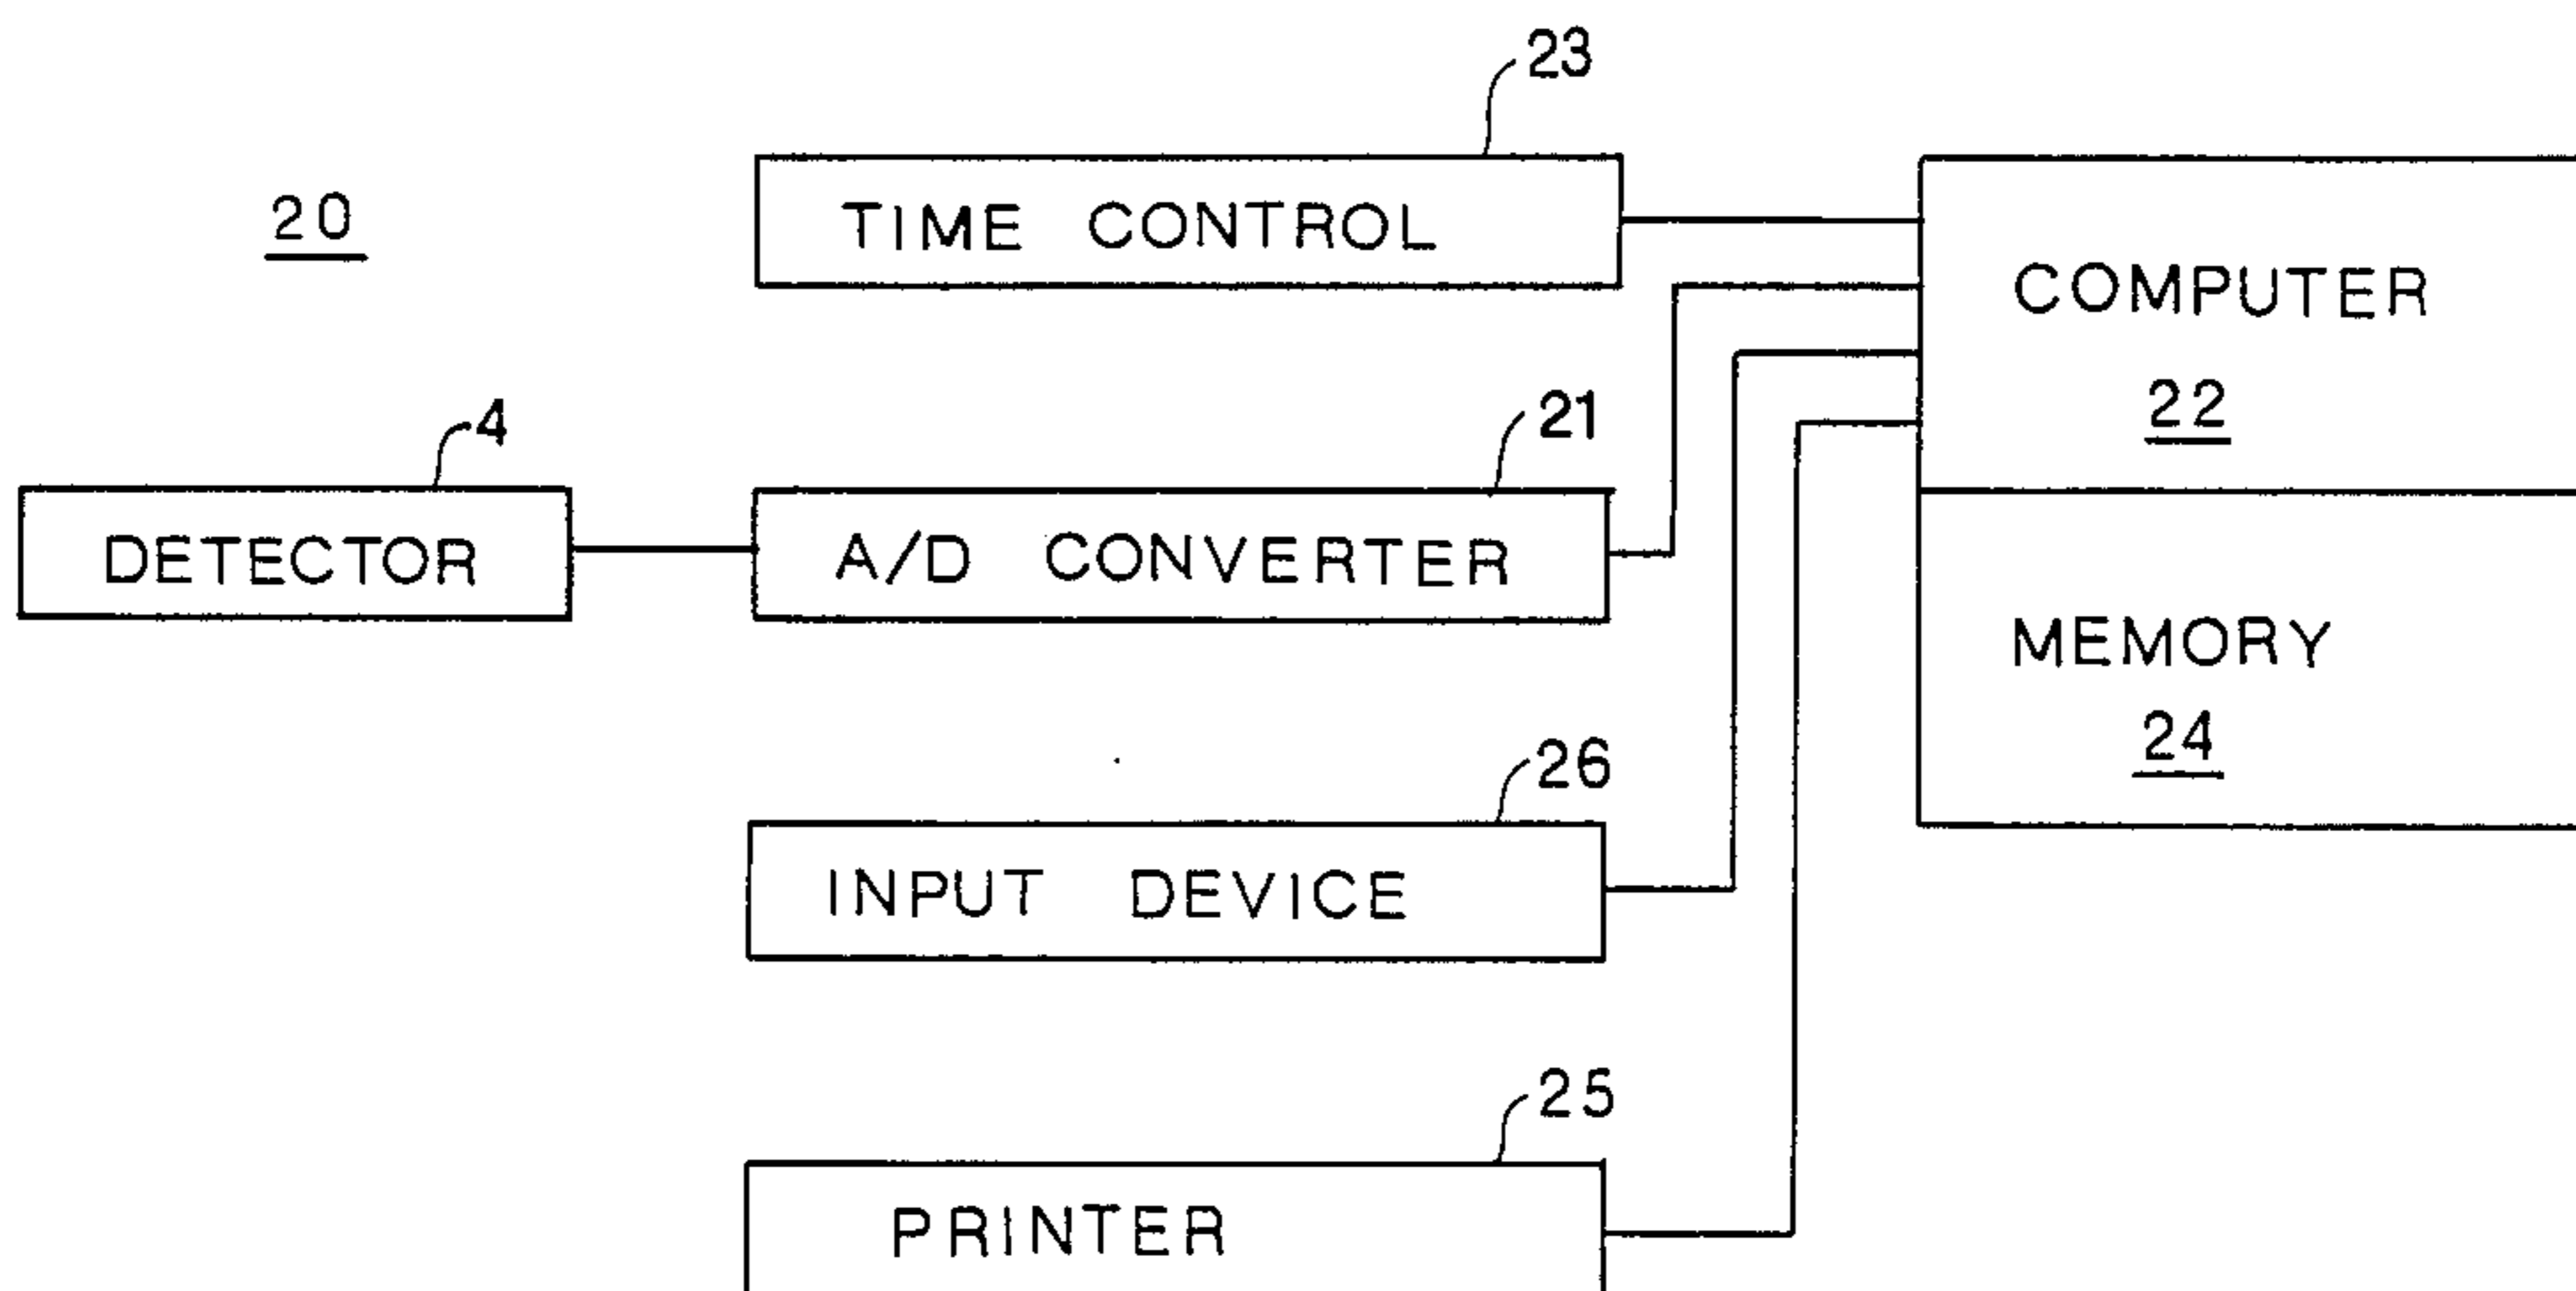 23
20
TIME CONTROL
COMPUTER
22
4
21
DETECTOR
A/D CONVERTER
MEMORY
24
26
INPUT DEVICE
25
PRINTER